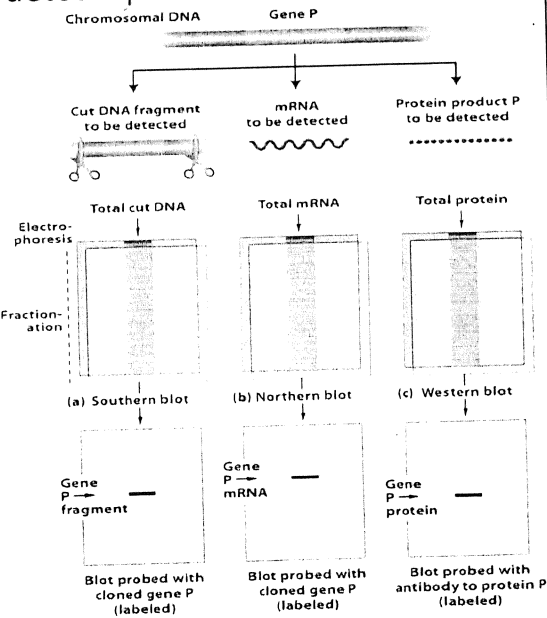 Chromosomal DNA
Gene P
Cut DNA fragment
to be detected
mRNA
to be detected
Protein product P
to be detected
Total cut DNA
Total mRNA
Total protein
Electro-
phoresis
Fraction-
ation
(a) Southern blot
(b) Northern blot
(c) Western blot
Gene
P
fragment
Gene
P
mRNA
Gene
P
protein
Blot probed with
cloned gene P
(labeled)
Blot probed with
cloned gene P
(labeled)
Blot probed with
antibody to protein P
(labeled)